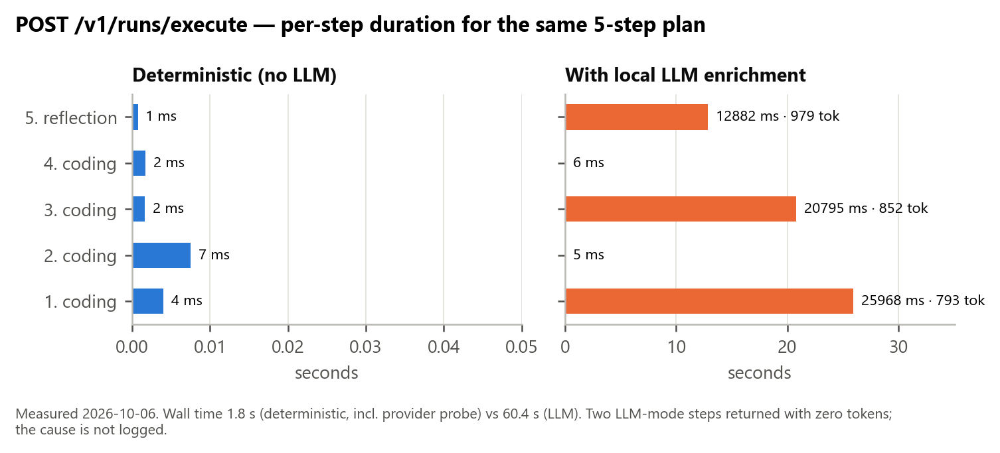 POST /v1/runs/execute — per-step duration for the same 5-step plan
Deterministic (no LLM)
5. reflection
1 ms
4. coding
2 ms
3. coding
2 ms
2. coding
7 ms
1. coding
4 ms
0.00 0.01 0.02 0.03 0.04 0.05
seconds
With local LLM enrichment
12882 ms · 979 tok
6 ms
20795 ms · 852 tok
5 ms
25968 ms · 793 tok
0 10 20 30
seconds
Measured 2026-10-06. Wall time 1.8 s (deterministic, incl. provider probe) vs 60.4 s (LLM). Two LLM-mode steps returned with zero tokens;
the cause is not logged.